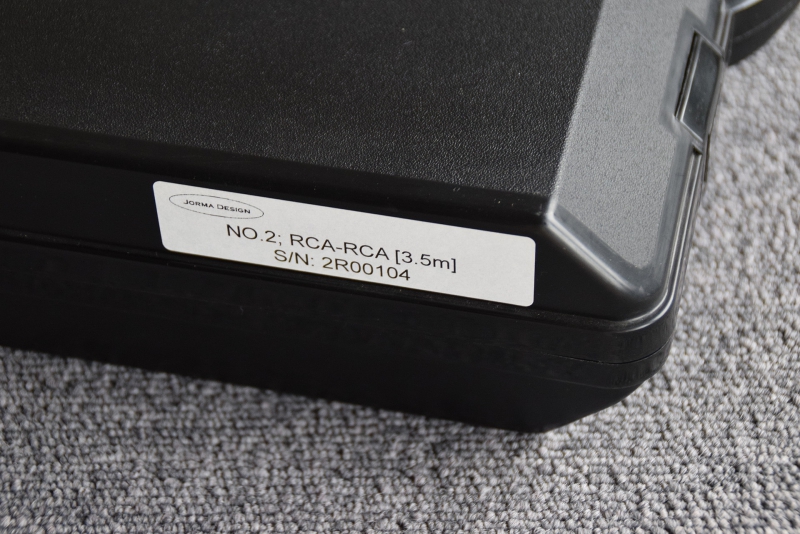 JORMA DESIGN
NO.2; RCA-RCA [3.5m]
S/N: 2R00104